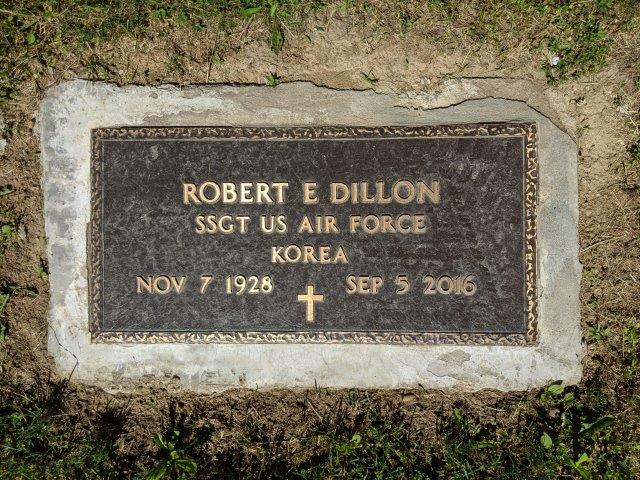 ROBERT E DILLON
SSGT US AIR FORCE
KOREA
NOV 7 1928 SEP 5 2016